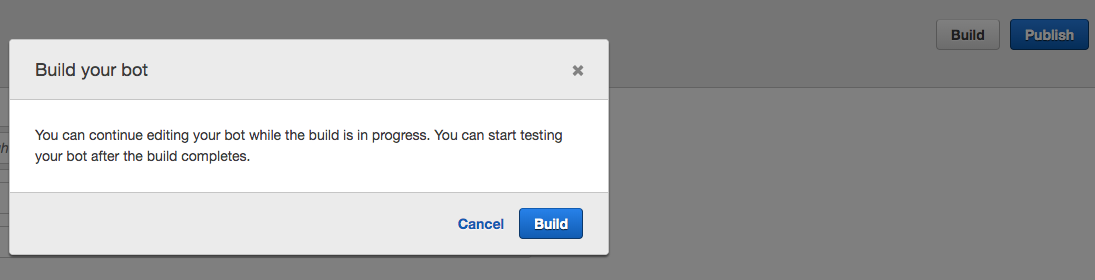 Build Publish
Build your bot
You can continue editing your bot while the build is in progress. You can start testing
your bot after the build completes.
Cancel Build